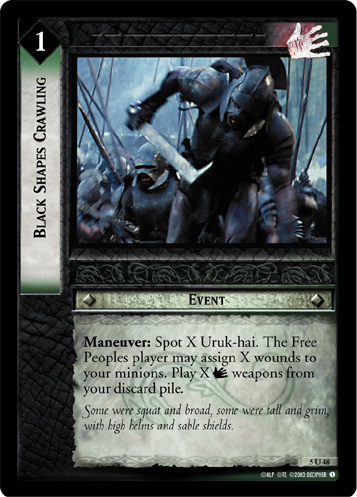 1
BLACK SHAPES CRAWLING
EVENT
Maneuver: Spot X Uruk-hai. The Free
Peoples player may assign X wounds to
your minions. Play X weapons from
your discard pile.
Some were squat and broad, some were tall and grim,
with high helms and sable shields.
5 U 48
©NLP ©TE ©2003 DECIPHER